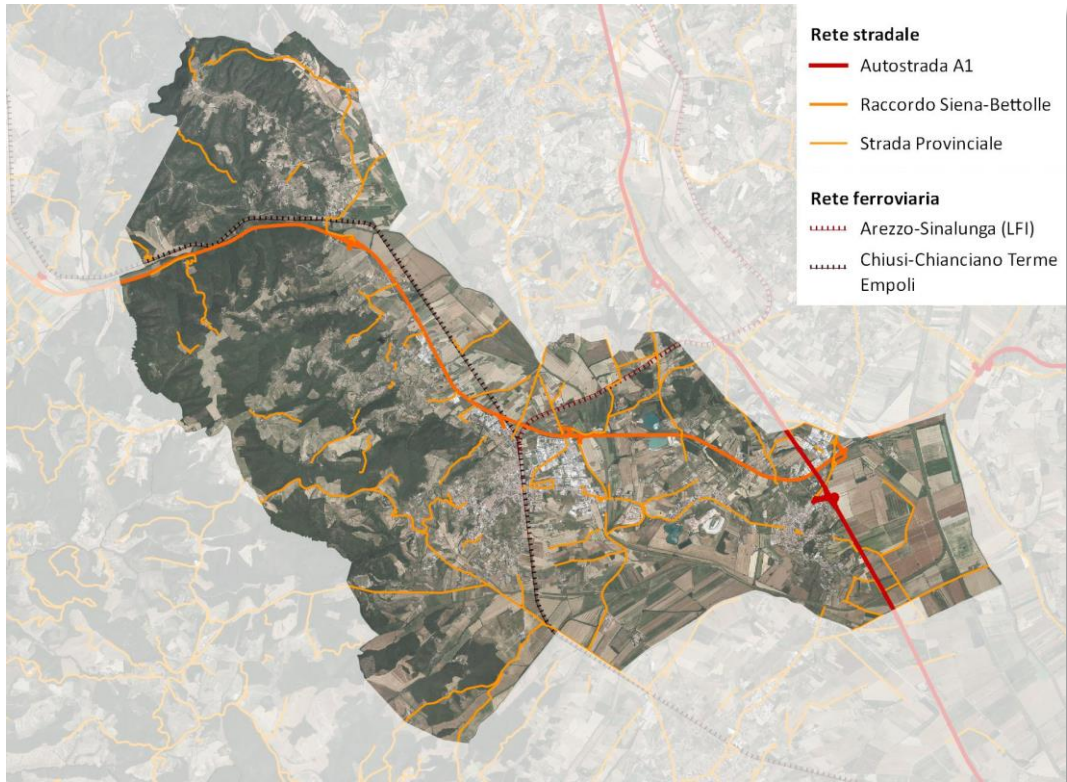 Rete stradale
Autostrada A1
Raccordo Siena-Bettolle
Strada Provinciale
Rete ferroviaria
Arezzo-Sinalunga (LFI)
Chiusi-Chianciano Terme
Empoli